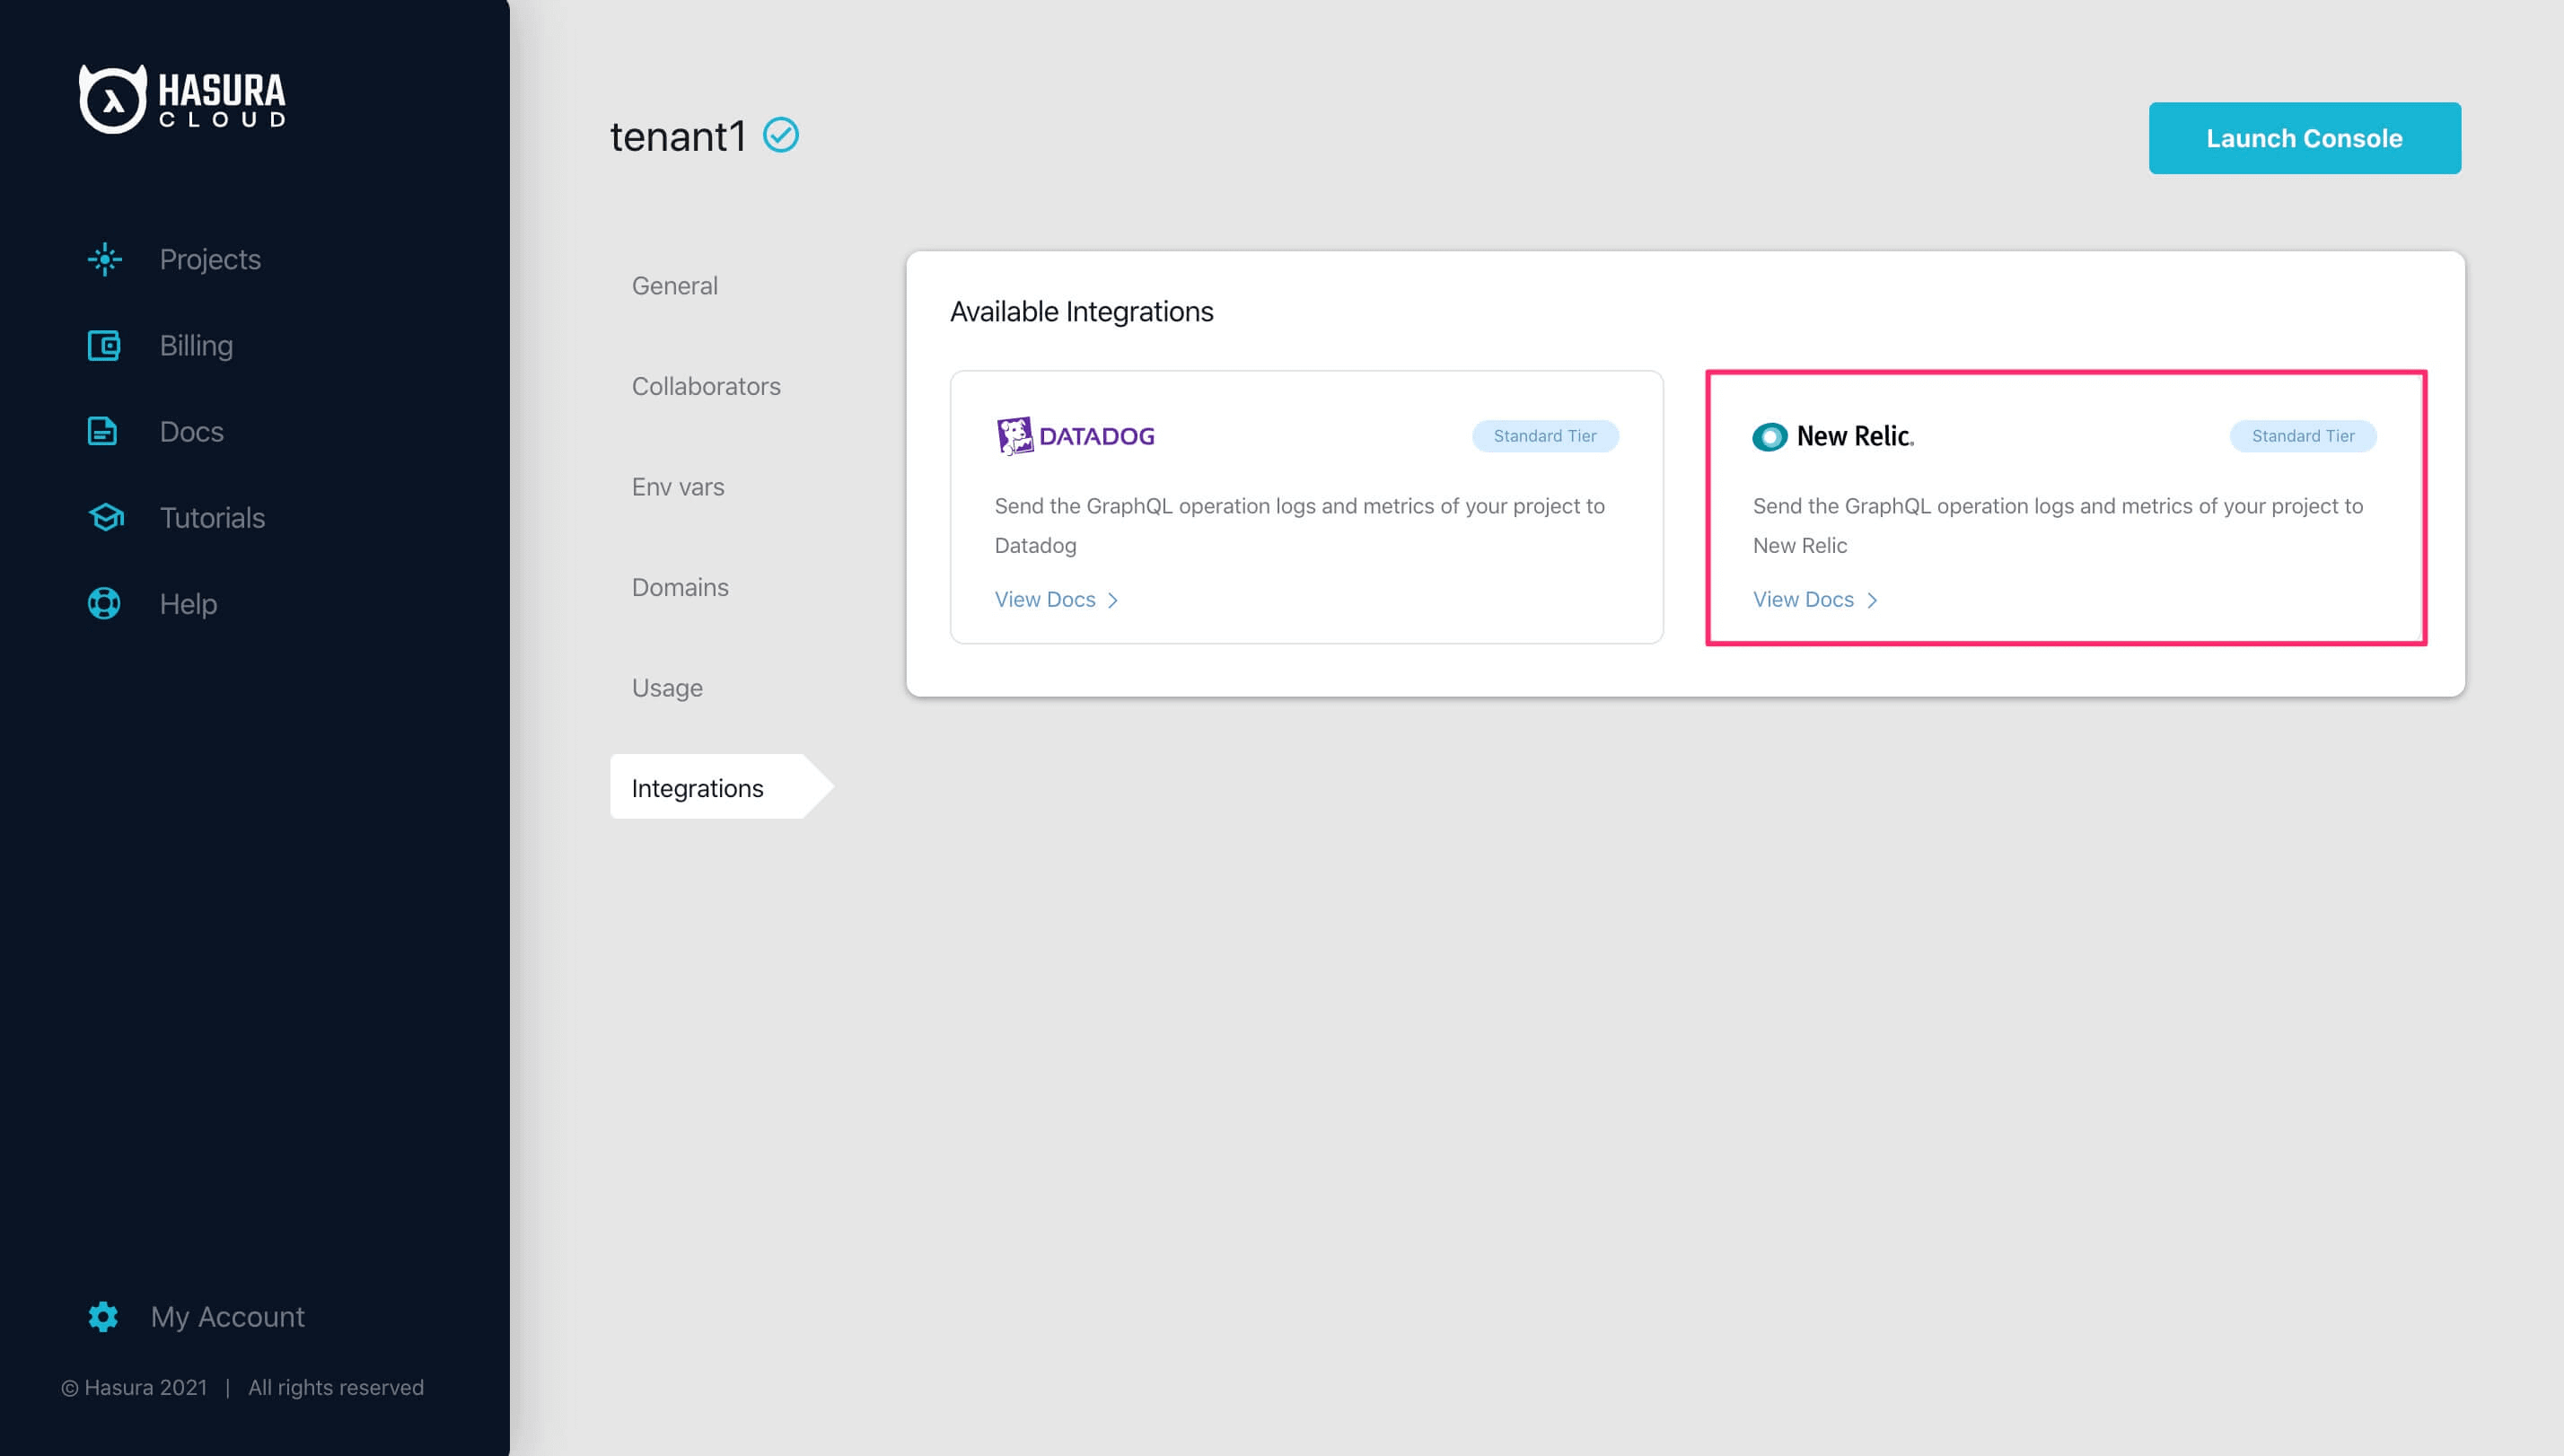 HASURA
CLOUD
Projects
Billing
Docs
Tutorials
Help
My Account
© Hasura 2021 | All rights reserved
tenant1
Launch Console
General
Collaborators
Env vars
Domains
Usage
Integrations
Available Integrations
DATADOG
Standard Tier
Send the GraphQL operation logs and metrics of your project to
Datadog
View Docs
New Relic.
Standard Tier
Send the GraphQL operation logs and metrics of your project to
New Relic
View Docs